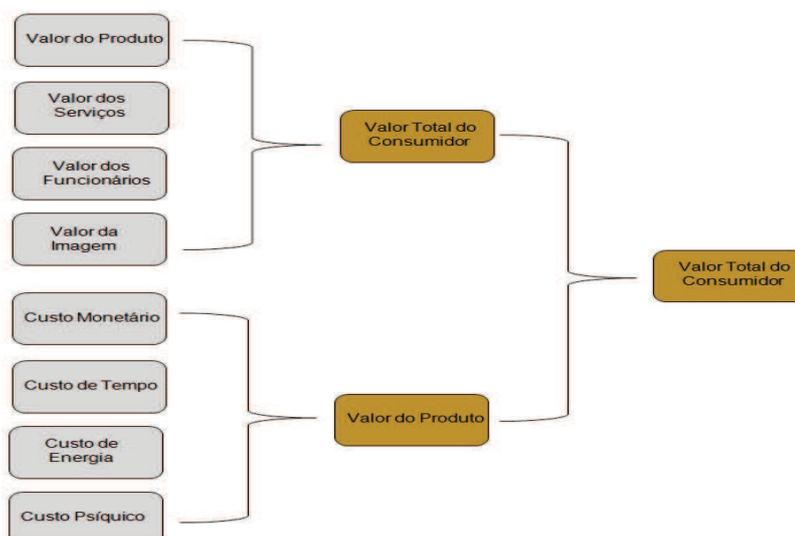 Valor do Produto
Valor dos
Serviços
Valor dos
Funcionários
Valor da
Imagem
Custo Monetário
Custo de Tempo
Custo de
Energia
Custo Psíquico
Valor Total do
Consumidor
Valor do Produto
Valor Total do
Consumidor